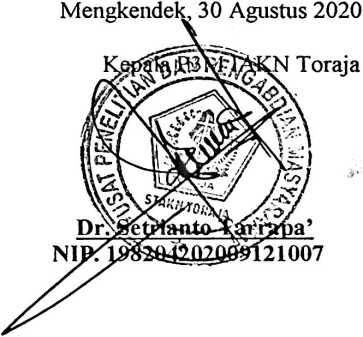 Mengkendek, 30 Agustus 2020
Kepala P3M IAKN Toraja
PUSAT PENELITIAN DAN PENGABDIAN MASYARAKAT
STAKN TORAJA
Dr. Setrianto Tarrapa'
NIP. 198204202009121007